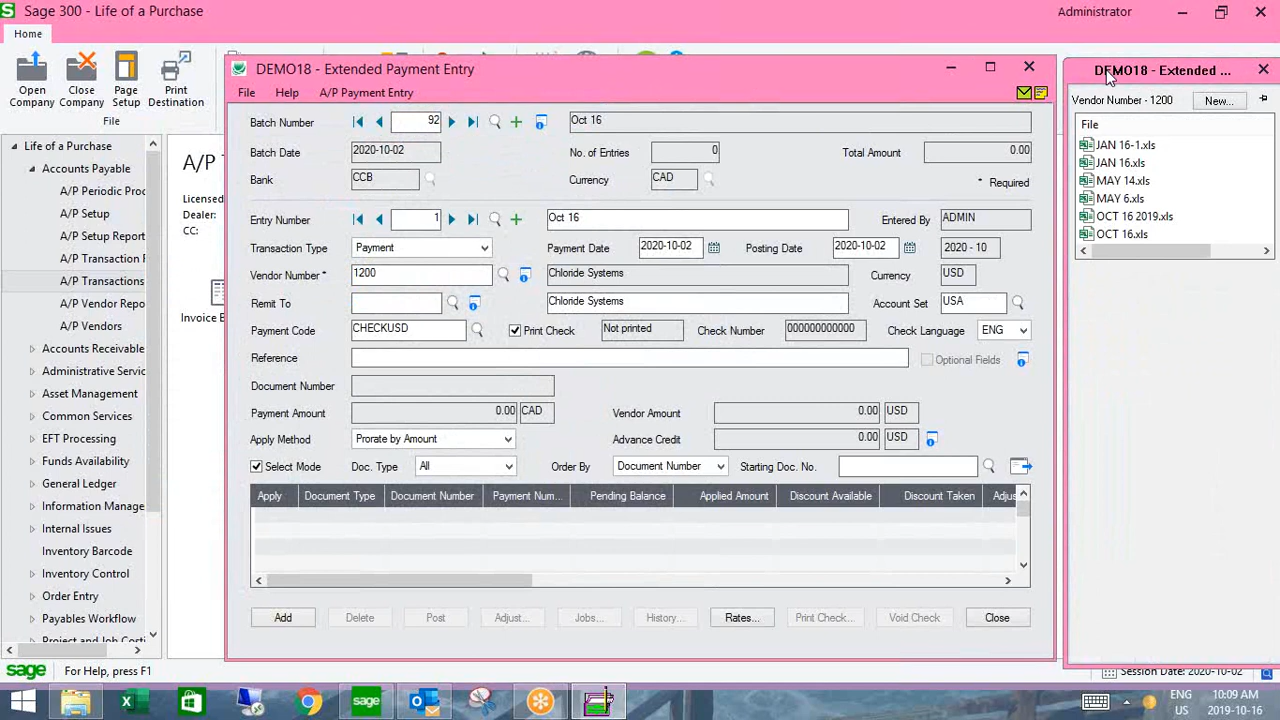 Sage 300 - Life of a Purchase
Administrator
Home
Open Company
Close Company
Page Setup
Print Destination
File
Life of a Purchase
Accounts Payable
A/P Periodic Proc
A/P Setup
A/P Setup Report
A/P Transaction
A/P Transactions
A/P Vendor Repo
A/P Vendors
Accounts Receivable
Administrative Servic
Asset Management
Common Services
EFT Processing
Funds Availability
General Ledger
Information Manage
Internal Issues
Inventory Barcode
Inventory Control
Order Entry
Payables Workflow
Project and Job Costi
A/P T
Licensed
Dealer:
CC:
Invoice E
DEMO18 - Extended Payment Entry
File Help A/P Payment Entry
Batch Number 92 Oct 16
Batch Date 2020-10-02 No. of Entries 0 Total Amount 0.00
Bank CCB Currency CAD * Required
Entry Number 1 Oct 16 Entered By ADMIN
Transaction Type Payment Payment Date 2020-10-02 Posting Date 2020-10-02 2020 - 10
Vendor Number * 1200 Chloride Systems Currency USD
Remit To Chloride Systems Account Set USA
Payment Code CHECKUSD Print Check Not printed Check Number 000000000000 Check Language ENG
Reference Optional Fields
Document Number
Payment Amount 0.00 CAD Vendor Amount 0.00 USD
Apply Method Prorate by Amount Advance Credit 0.00 USD
Select Mode Doc. Type All Order By Document Number Starting Doc. No.
Apply Document Type Document Number Payment Num... Pending Balance Applied Amount Discount Available Discount Taken Adjus
Add Delete Post Adjust... Jobs... History... Rates... Print Check... Void Check Close
DEMO18 - Extended ...
Vendor Number - 1200 New...
File
JAN 16-1.xls
JAN 16.xls
MAY 14.xls
MAY 6.xls
OCT 16 2019.xls
OCT 16.xls
sage For Help, press F1
Session Date: 2020-10-02
sage
ENG
US
10:09 AM
2019-10-16